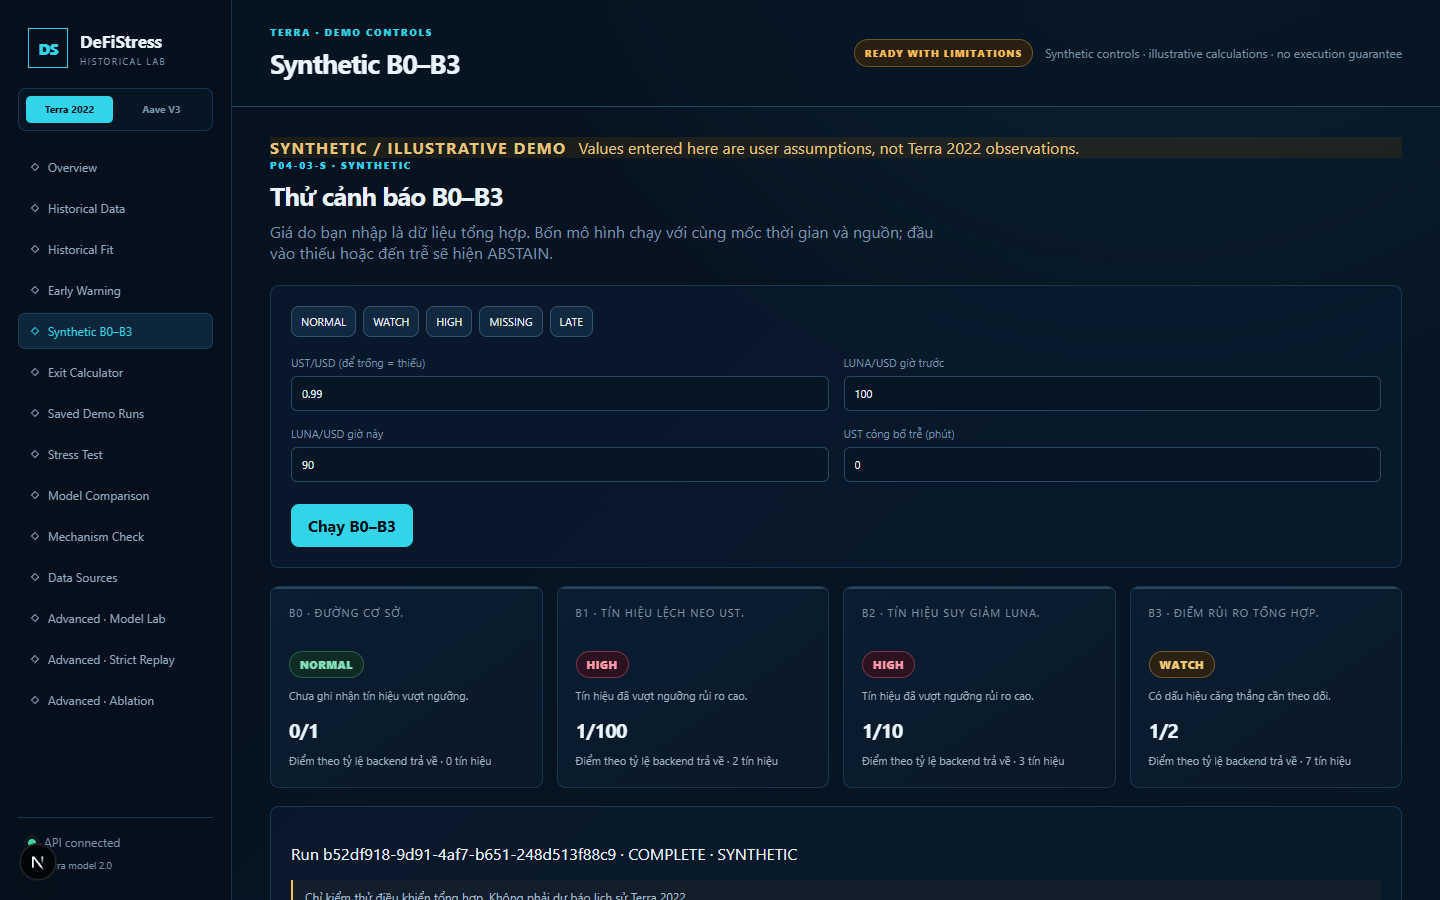 DS
DeFiStress
HISTORICAL LAB
Terra 2022
Aave V3
Overview
Historical Data
Historical Fit
Early Warning
Synthetic B0–B3
Exit Calculator
Saved Demo Runs
Stress Test
Model Comparison
Mechanism Check
Data Sources
Advanced · Model Lab
Advanced · Strict Replay
Advanced · Ablation
API connected
N
ra model 2.0
TERRA · DEMO CONTROLS
Synthetic B0–B3
READY WITH LIMITATIONS
Synthetic controls · illustrative calculations · no execution guarantee
SYNTHETIC / ILLUSTRATIVE DEMO Values entered here are user assumptions, not Terra 2022 observations.
P04-03-S · SYNTHETIC
Thử cảnh báo B0–B3
Giá do bạn nhập là dữ liệu tổng hợp. Bốn mô hình chạy với cùng mốc thời gian và nguồn; đầu
vào thiếu hoặc đến trễ sẽ hiện ABSTAIN.
NORMAL
WATCH
HIGH
MISSING
LATE
UST/USD (để trống = thiếu)
0.99
LUNA/USD giờ trước
100
LUNA/USD giờ này
90
UST công bố trễ (phút)
0
Chạy B0–B3
B0 · ĐƯỜNG CƠ SỞ.
NORMAL
Chưa ghi nhận tín hiệu vượt ngưỡng.
0/1
Điểm theo tỷ lệ backend trả về · 0 tín hiệu
B1 · TÍN HIỆU LỆCH NEO UST.
HIGH
Tín hiệu đã vượt ngưỡng rủi ro cao.
1/100
Điểm theo tỷ lệ backend trả về · 2 tín hiệu
B2 · TÍN HIỆU SUY GIẢM LUNA.
HIGH
Tín hiệu đã vượt ngưỡng rủi ro cao.
1/10
Điểm theo tỷ lệ backend trả về · 3 tín hiệu
B3 · ĐIỂM RỦI RO TỔNG HỢP.
WATCH
Có dấu hiệu căng thẳng cần theo dõi.
1/2
Điểm theo tỷ lệ backend trả về · 7 tín hiệu
Run b52df918-9d91-4af7-b651-248d513f88c9 · COMPLETE · SYNTHETIC
Chỉ kiểm thử điều khiển tổng hợp. Không phải dự báo lịch sử Terra 2022.